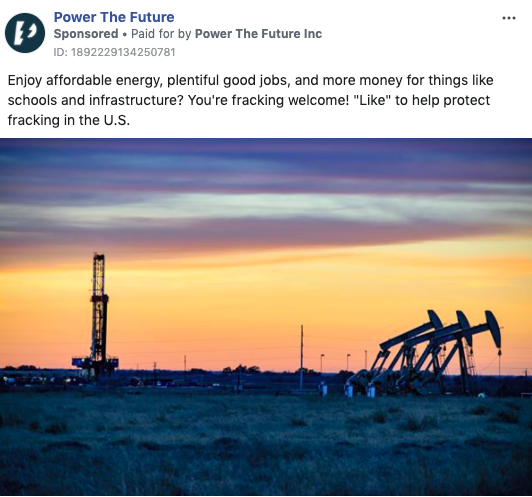 Power The Future
Sponsored • Paid for by Power The Future Inc
ID: 1892229134250781
Enjoy affordable energy, plentiful good jobs, and more money for things like
schools and infrastructure? You're fracking welcome! "Like" to help protect
fracking in the U.S.